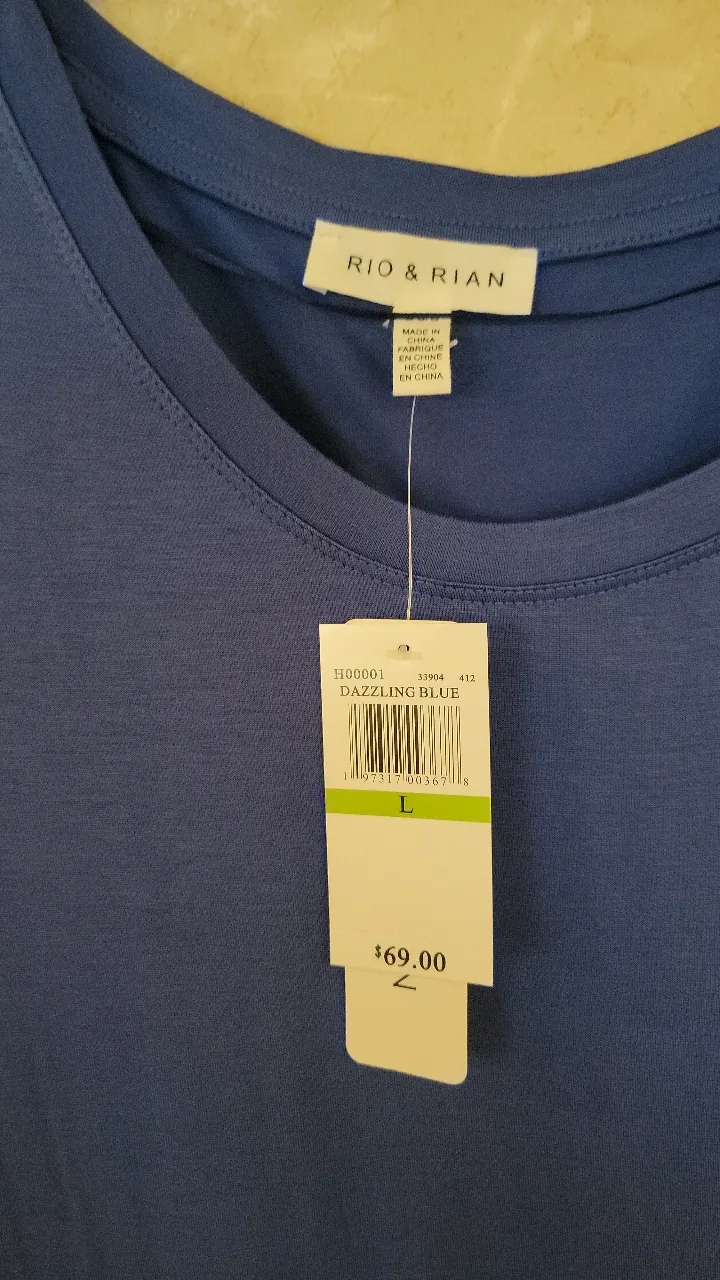 RIO & RIAN
MADE IN
CHINA
FABRIQUE
EN CHINE
HECHO
EN CHINA
H00001 33904 412
DAZZLING BLUE
1 97317 00367 8
L
$69.00